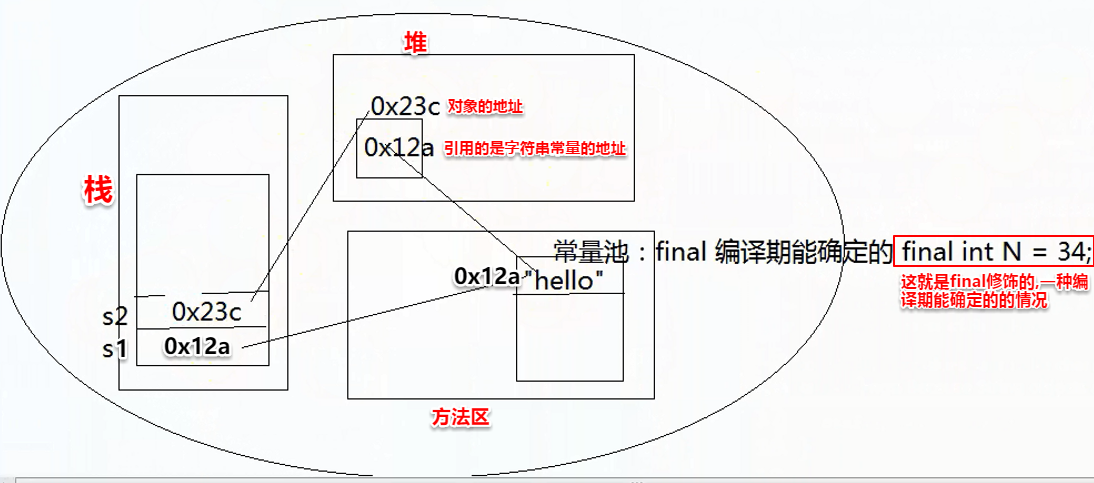 堆
0x23c 对象的地址
0x12a 引用的是字符串常量的地址
栈
常量池：final 编译期能确定的 final int N = 34;
0x12a "hello"
这就是final修饰的,一种编
译期能确定的的情况
s2 0x23c
s1 0x12a
方法区